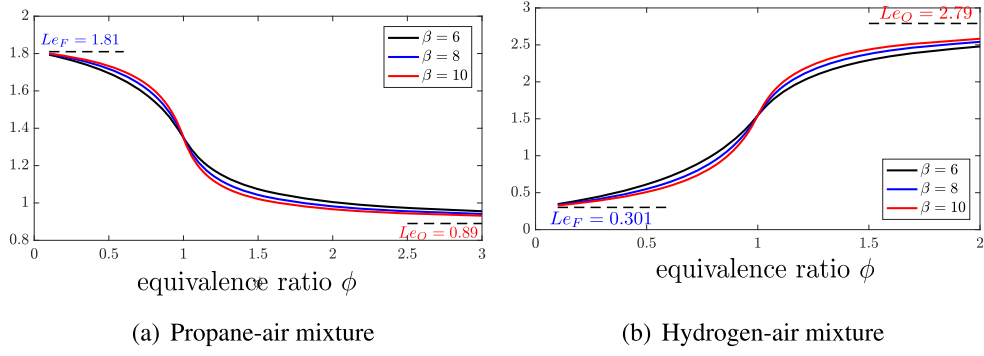 2
1.8
1.6
1.4
1.2
1
0.8
Le_F = 1.81
β = 6
β = 8
β = 10
Le_O = 0.89
0 0.5 1 1.5 2 2.5 3
equivalence ratio ϕ
(a) Propane-air mixture
3
2.5
2
1.5
1
0.5
0
Le_O = 2.79
β = 6
β = 8
β = 10
Le_F = 0.301
0 0.5 1 1.5 2
equivalence ratio ϕ
(b) Hydrogen-air mixture